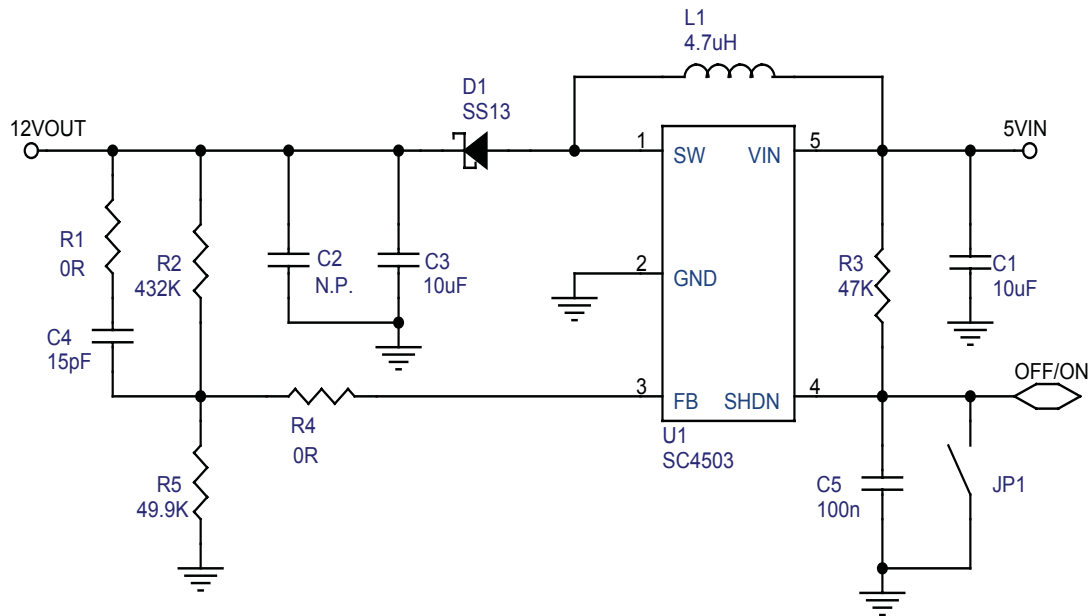 L1
4.7uH
D1
SS13
12VOUT
5VIN
1
SW
VIN
5
R1
0R
R2
432K
C2
N.P.
C3
10uF
2
GND
R3
47K
C1
10uF
C4
15pF
OFF/ON
3
FB
SHDN
4
R4
0R
U1
SC4503
R5
49.9K
C5
100n
JP1